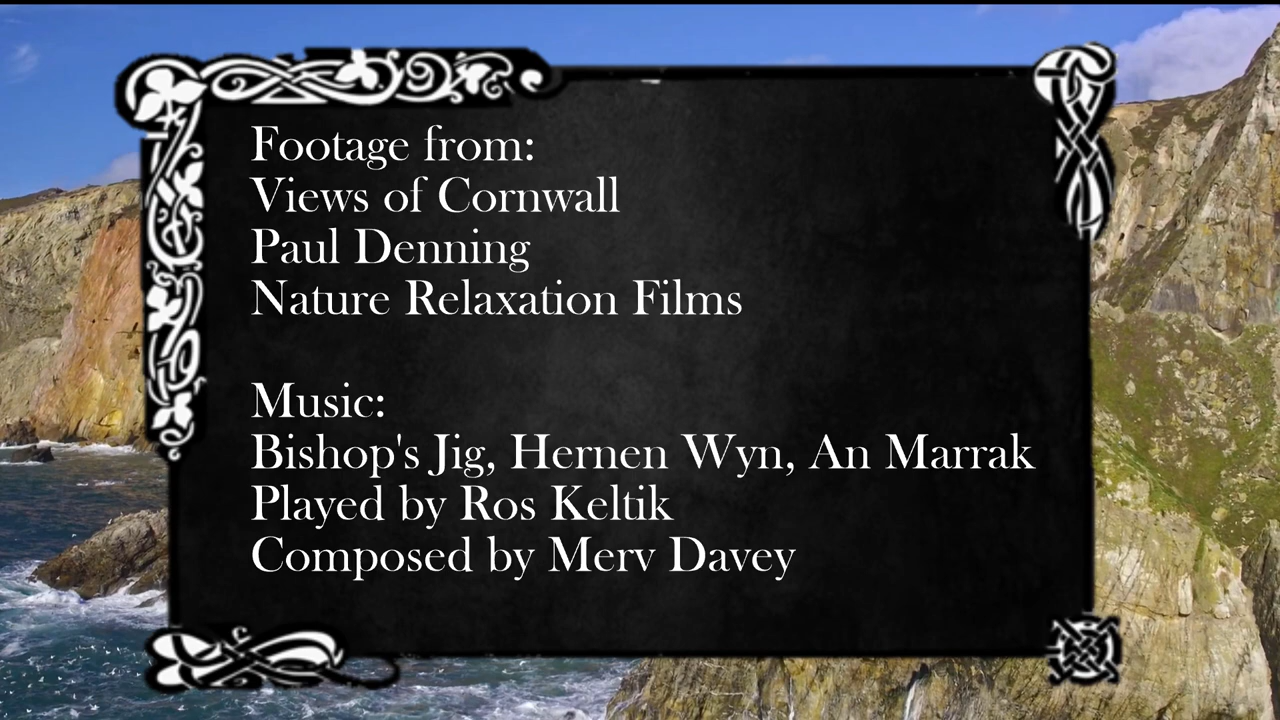 Footage from:
Views of Cornwall
Paul Denning
Nature Relaxation Films
Music:
Bishop's Jig, Hernen Wyn, An Marrak
Played by Ros Keltik
Composed by Merv Davey